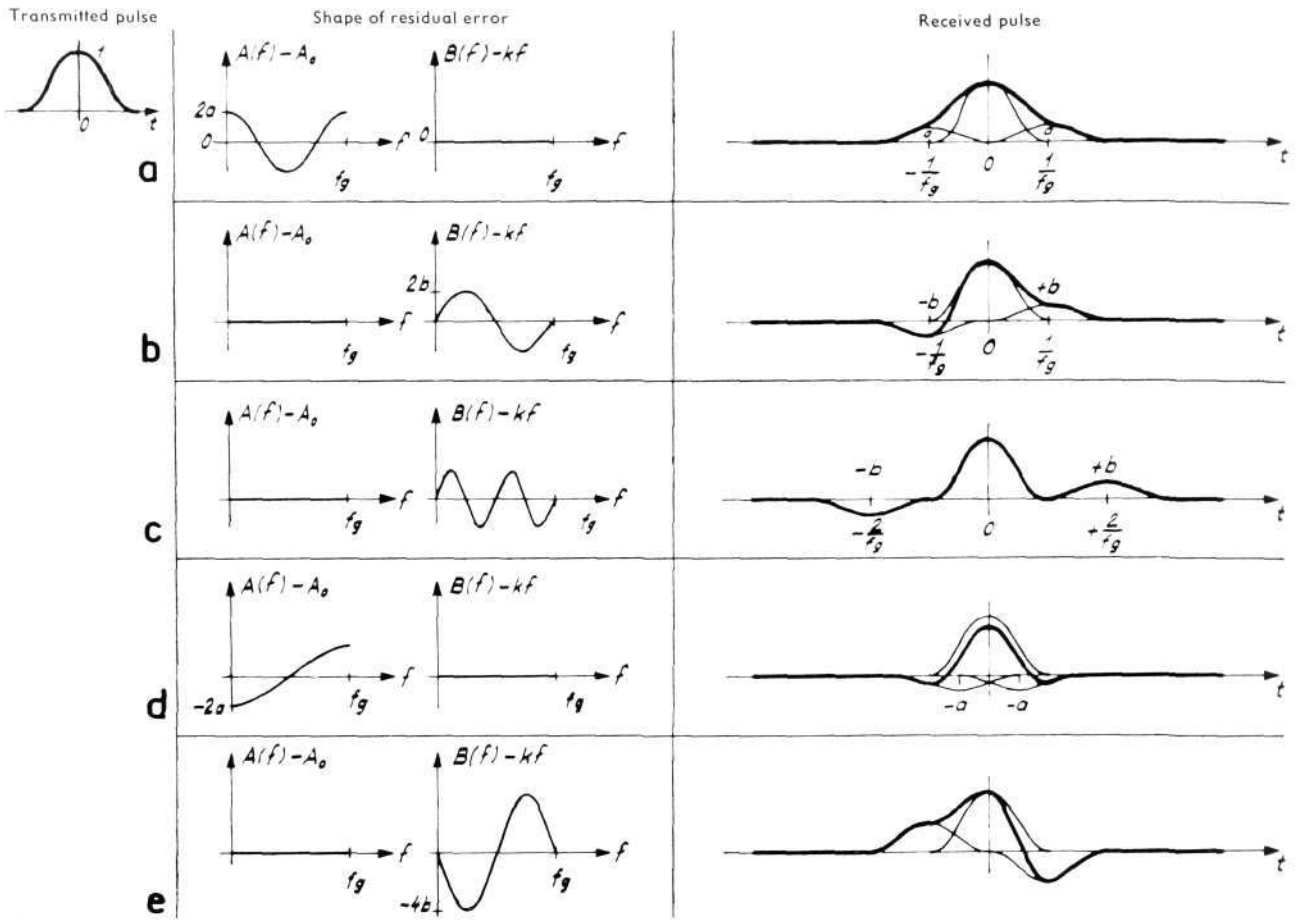 Transmitted pulse
Shape of residual error
Received pulse
1
0
t
a
A(f)-A₀
2a
0
f
fg
B(f)-kf
0
f
fg
a
a
-1/fg
0
1/fg
t
b
A(f)-A₀
f
fg
B(f)-kf
2b
f
fg
-b
+b
-1/fg
0
1/fg
t
c
A(f)-A₀
f
fg
B(f)-kf
f
fg
-b
+b
-2/fg
0
+2/fg
t
d
A(f)-A₀
-2a
f
fg
B(f)-kf
f
fg
-a
-a
t
e
A(f)-A₀
f
fg
B(f)-kf
-4b
f
fg
t